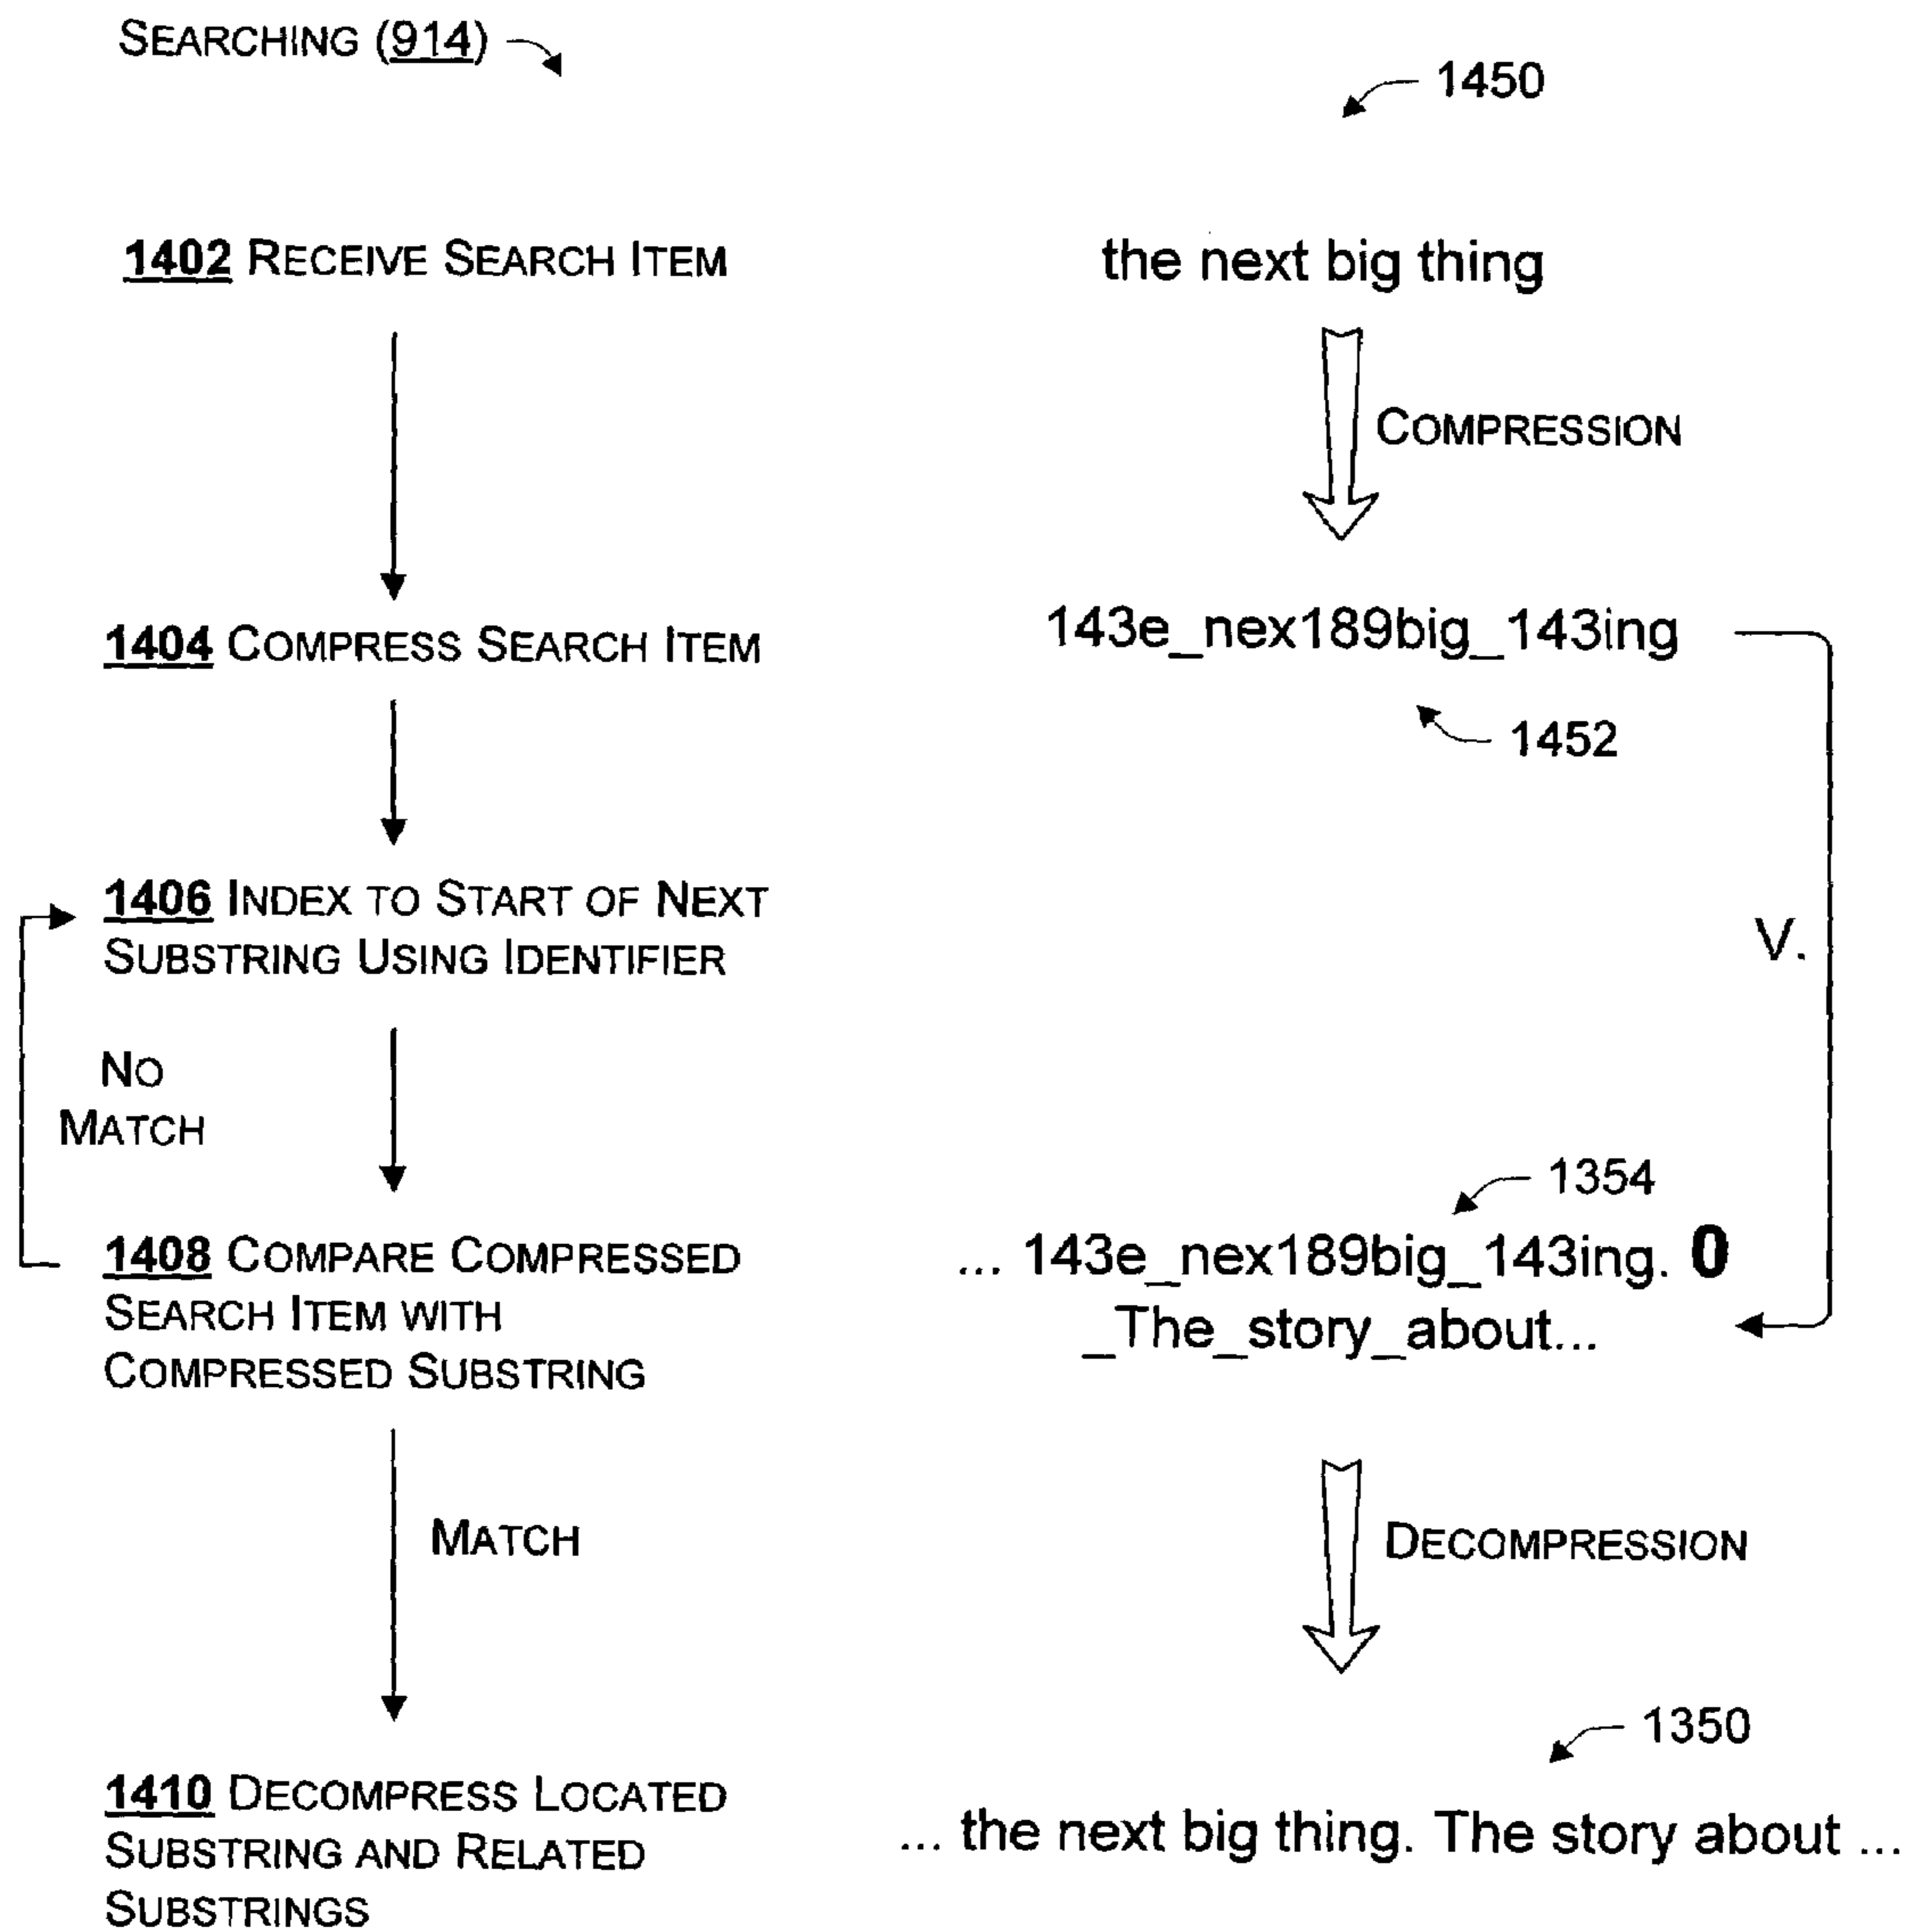 SEARCHING (914)
1450
1402 RECEIVE SEARCH ITEM
the next big thing
COMPRESSION
1404 COMPRESS SEARCH ITEM
143e_nex189big_143ing
1452
1406 INDEX TO START OF NEXT
SUBSTRING USING IDENTIFIER
V.
NO
MATCH
1354
1408 COMPARE COMPRESSED
SEARCH ITEM WITH
COMPRESSED SUBSTRING
... 143e_nex189big_143ing. 0
_The_story_about...
MATCH
DECOMPRESSION
1350
1410 DECOMPRESS LOCATED
SUBSTRING AND RELATED
SUBSTRINGS
... the next big thing. The story about ...